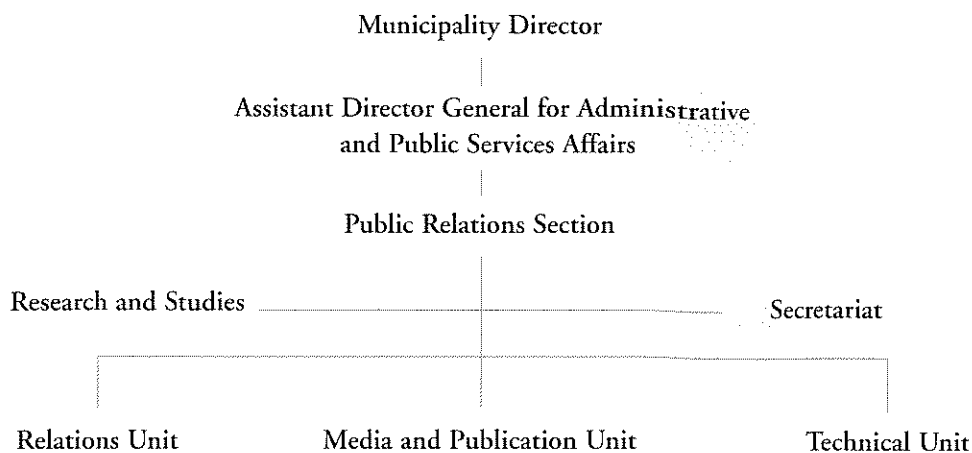 Municipality Director
Assistant Director General for Administrative
and Public Services Affairs
Public Relations Section
Research and Studies
Secretariat
Relations Unit
Media and Publication Unit
Technical Unit